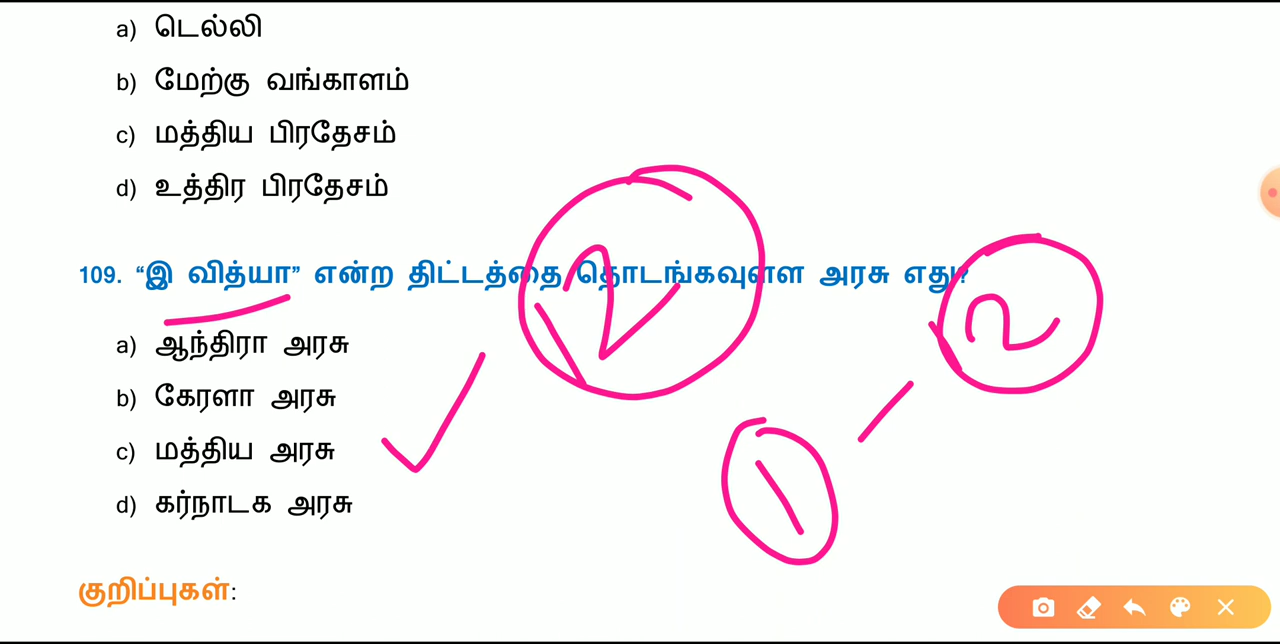 a) டெல்லி
b) மேற்கு வங்காளம்
c) மத்திய பிரதேசம்
d) உத்திர பிரதேசம்
109. “இ வித்யா” என்ற திட்டத்தை தொடங்கவுள்ள அரசு எது?
a) ஆந்திரா அரசு
b) கேரளா அரசு
c) மத்திய அரசு
d) கர்நாடக அரசு
குறிப்புகள்: